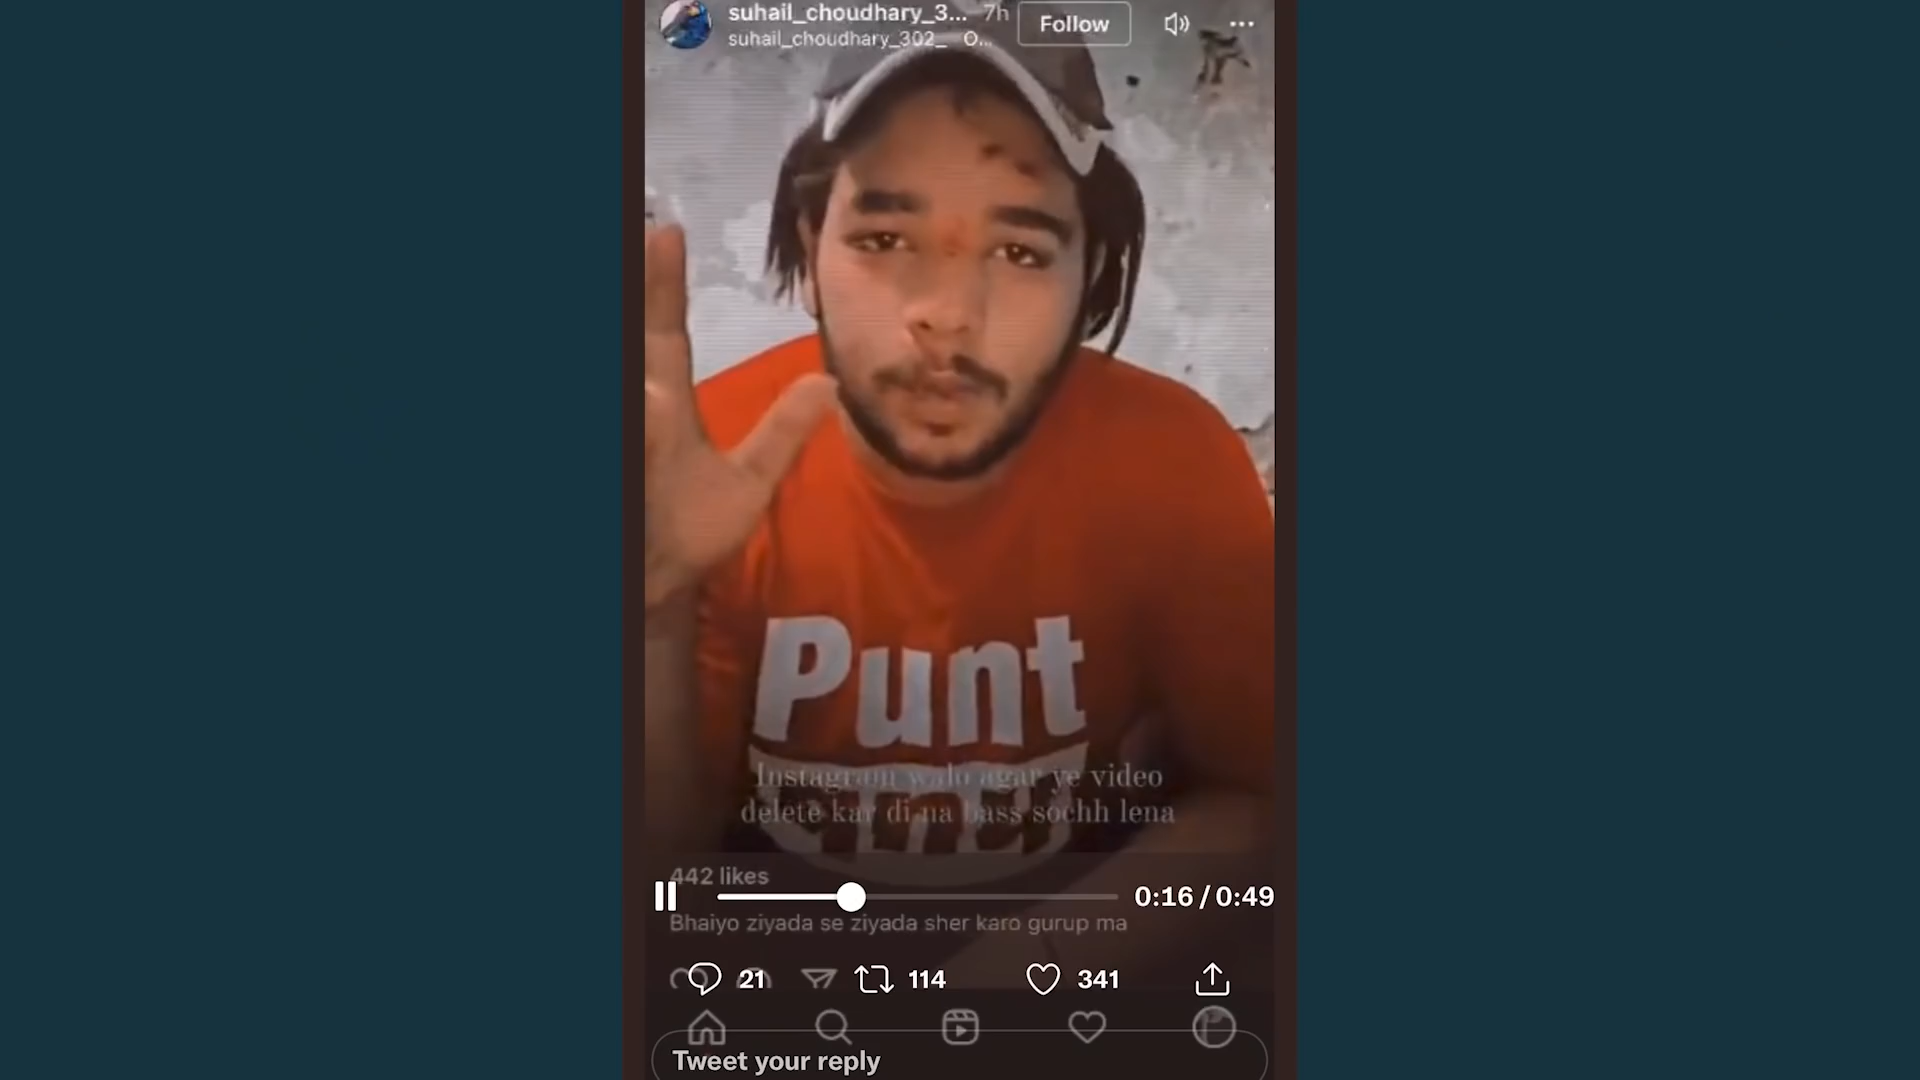 suhail_choudhary_3... 7h Follow
suhail_choudhary_302_ O...
Punt
Instagram walo agar ye video
delete kar di na bass sochh lena
442 likes
0:16 / 0:49
Bhaiyo ziyada se ziyada sher karo gurup ma
21 114 341
Tweet your reply